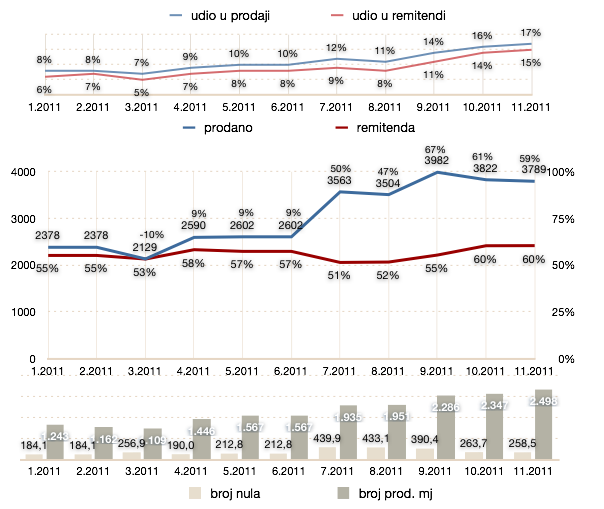 udio u prodaji udio u remitendi
8% 8% 7% 9% 10% 10% 12% 11% 14% 16% 17%
6% 7% 5% 7% 8% 8% 9% 8% 11% 14% 15%
1.2011 2.2011 3.2011 4.2011 5.2011 6.2011 7.2011 8.2011 9.2011 10.2011 11.2011
prodano remitenda
-10% 9% 9% 9% 50% 47% 67% 61% 59%
2378 2378 2129 2590 2602 2602 3563 3504 3982 3822 3789
55% 55% 53% 58% 57% 57% 51% 52% 55% 60% 60%
4000 100%
3000 75%
2000 50%
1000 25%
0 0%
1.2011 2.2011 3.2011 4.2011 5.2011 6.2011 7.2011 8.2011 9.2011 10.2011 11.2011
184,1 1.243 184,1 1.162 256,9 1.109 190,0 1.446 212,8 1.567 212,8 1.567 439,9 1.935 433,1 1.951 390,4 2.286 263,7 2.347 258,5 2.498
1.2011 2.2011 3.2011 4.2011 5.2011 6.2011 7.2011 8.2011 9.2011 10.2011 11.2011
broj nula broj prod. mj